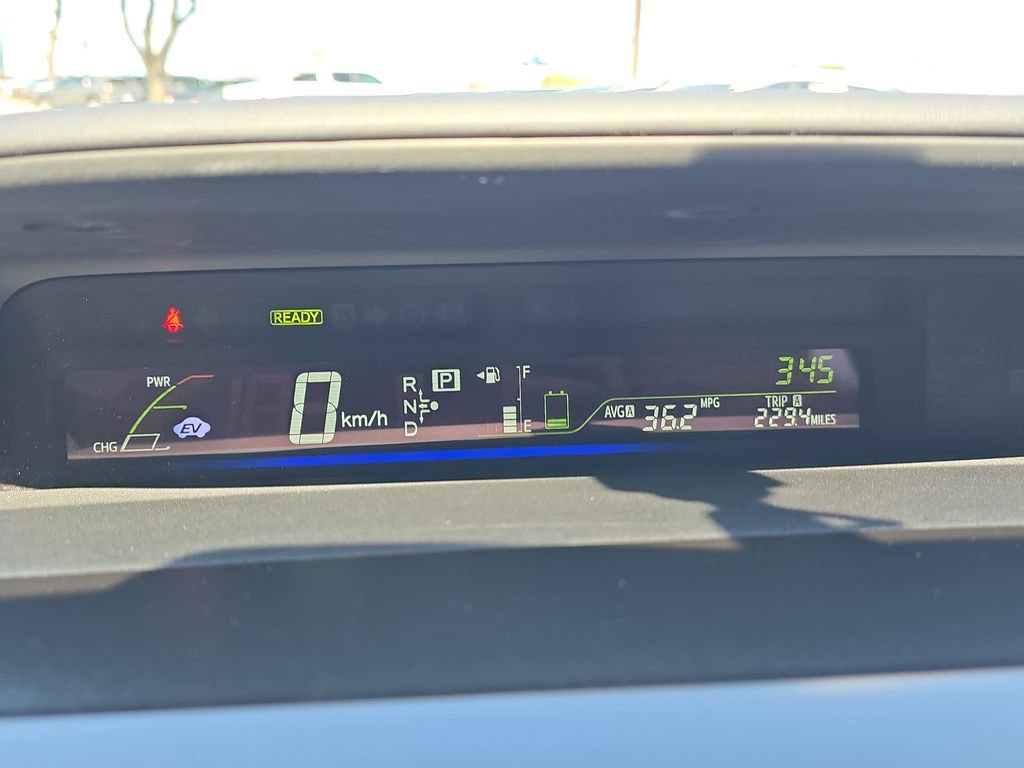 READY
345
PWR
R P F
0 km/h
N
L
AVG A 36.2 MPG
TRIP A
229.4 MILES
D
E
EV
CHG